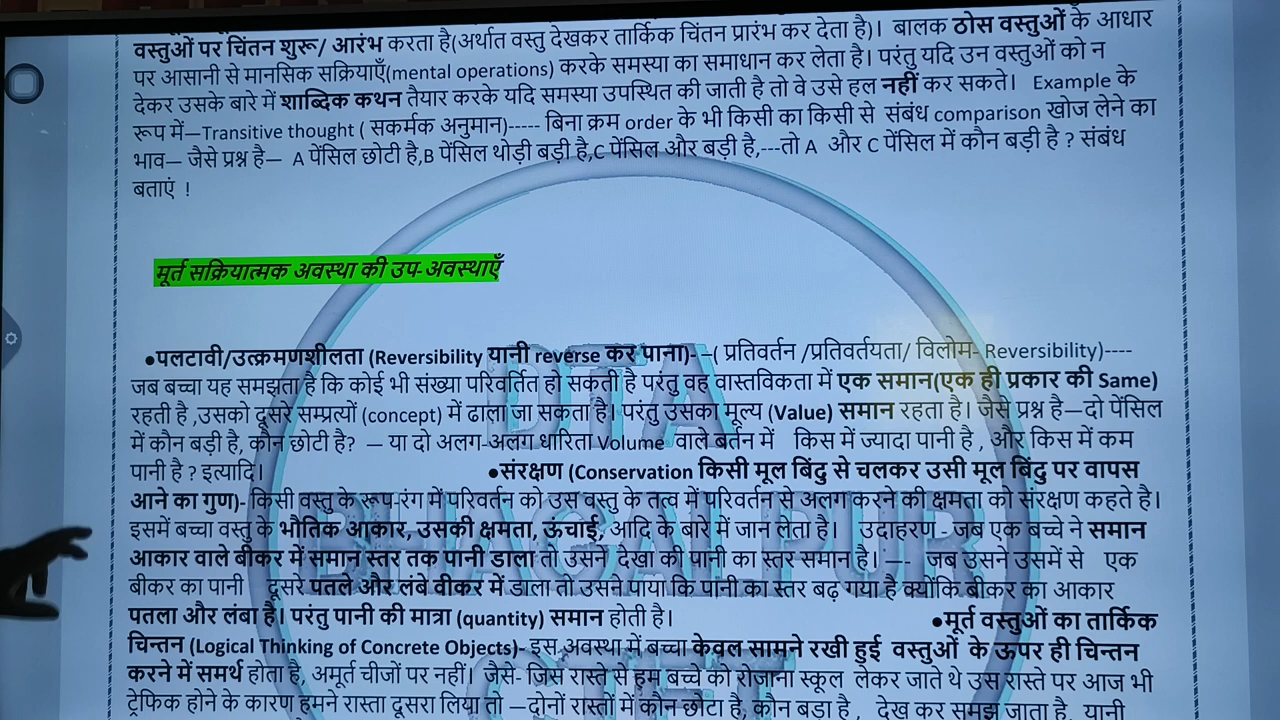 वस्तुओं पर चिंतन शुरू/ आरंभ करता है(अर्थात वस्तु देखकर तार्किक चिंतन प्रारंभ कर देता है)। बालक ठोस वस्तुओं के आधार
पर आसानी से मानसिक सक्रियाएँ(mental operations) करके समस्या का समाधान कर लेता है। परंतु यदि उन वस्तुओं को न
देकर उसके बारे में शाब्दिक कथन तैयार करके यदि समस्या उपस्थित की जाती है तो वे उसे हल नहीं कर सकते। Example के
रूप में—Transitive thought ( सकर्मक अनुमान)----- बिना क्रम order के भी किसी का किसी से संबंध comparison खोज लेने का
भाव— जैसे प्रश्न है— A पेंसिल छोटी है,B पेंसिल थोड़ी बड़ी है,C पेंसिल और बड़ी है,---तो A और C पेंसिल में कौन बड़ी है ? संबंध
बताएं !
मूर्त सक्रियात्मक अवस्था की उप-अवस्थाएँ
•पलटावी/उत्क्रमणशीलता (Reversibility यानी reverse कर पाना)- –( प्रतिवर्तन /प्रतिवर्तयता/ विलोम- Reversibility)----
जब बच्चा यह समझता है कि कोई भी संख्या परिवर्तित हो सकती है परंतु वह वास्तविकता में एक समान(एक ही प्रकार की Same)
रहती है ,उसको दूसरे सम्प्रत्यों (concept) में ढाला जा सकता है। परंतु उसका मूल्य (Value) समान रहता है। जैसे प्रश्न है—दो पेंसिल
में कौन बड़ी है, कौन छोटी है? — या दो अलग-अलग धारिता Volume वाले बर्तन में किस में ज्यादा पानी है , और किस में कम
पानी है ? इत्यादि। •संरक्षण (Conservation किसी मूल बिंदु से चलकर उसी मूल बिंदु पर वापस
आने का गुण)- किसी वस्तु के रूप-रंग में परिवर्तन को उस वस्तु के तत्व में परिवर्तन से अलग करने की क्षमता को संरक्षण कहते है।
इसमें बच्चा वस्तु के भौतिक आकार, उसकी क्षमता, ऊंचाई, आदि के बारे में जान लेता है। उदाहरण- जब एक बच्चे ने समान
आकार वाले बीकर में समान स्तर तक पानी डाला तो उसने देखा की पानी का स्तर समान है। —- जब उसने उसमें से एक
बीकर का पानी दूसरे पतले और लंबे वीकर में डाला तो उसने पाया कि पानी का स्तर बढ़ गया है क्योंकि बीकर का आकार
पतला और लंबा है। परंतु पानी की मात्रा (quantity) समान होती है। •मूर्त वस्तुओं का तार्किक
चिन्तन (Logical Thinking of Concrete Objects)- इस अवस्था में बच्चा केवल सामने रखी हुई वस्तुओं के ऊपर ही चिन्तन
करने में समर्थ होता है, अमूर्त चीजों पर नहीं। जैसे- जिस रास्ते से हम बच्चे को रोजाना स्कूल लेकर जाते थे उस रास्ते पर आज भी
ट्रेफिक होने के कारण हमने रास्ता दूसरा लिया तो —दोनों रास्तों में कौन छोटा है, कौन बड़ा है , देख कर समझ जाता है. यानी
DTA
BHAGALPUR
CTET